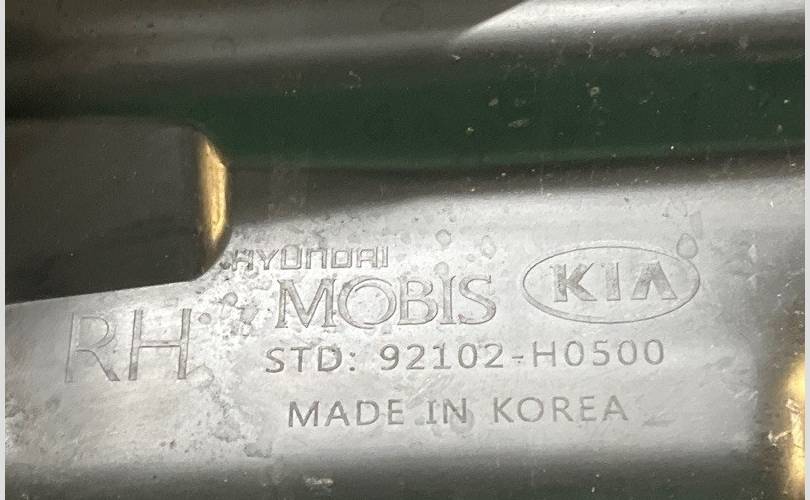 HYUNDAI
MOBIS KIA
RH
STD: 92102-H0500
MADE IN KOREA